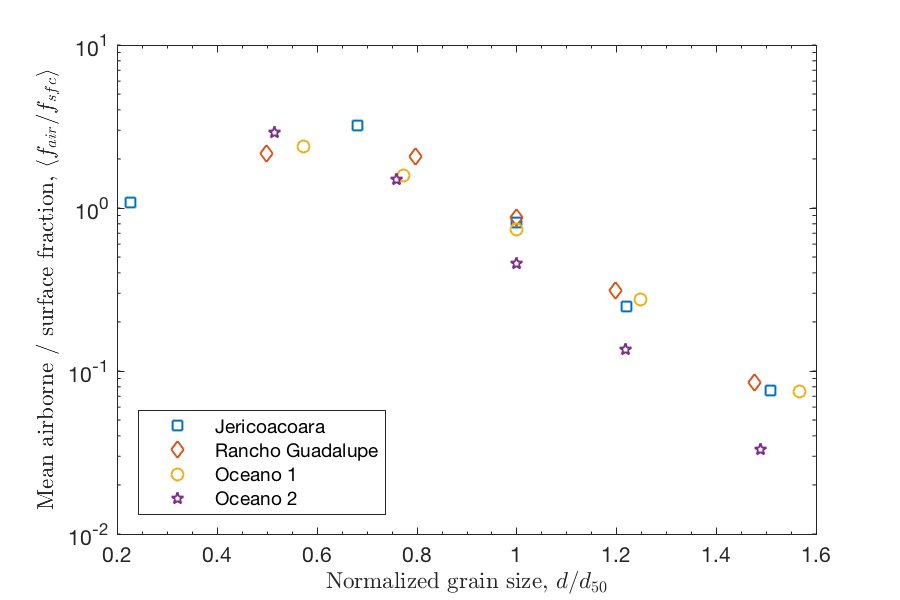 10^1
10^0
10^-1
10^-2
Mean airborne / surface fraction, ⟨f_air/f_sfc⟩
Jericoacoara
Rancho Guadalupe
Oceano 1
Oceano 2
0.2 0.4 0.6 0.8 1 1.2 1.4 1.6
Normalized grain size, d/d_50